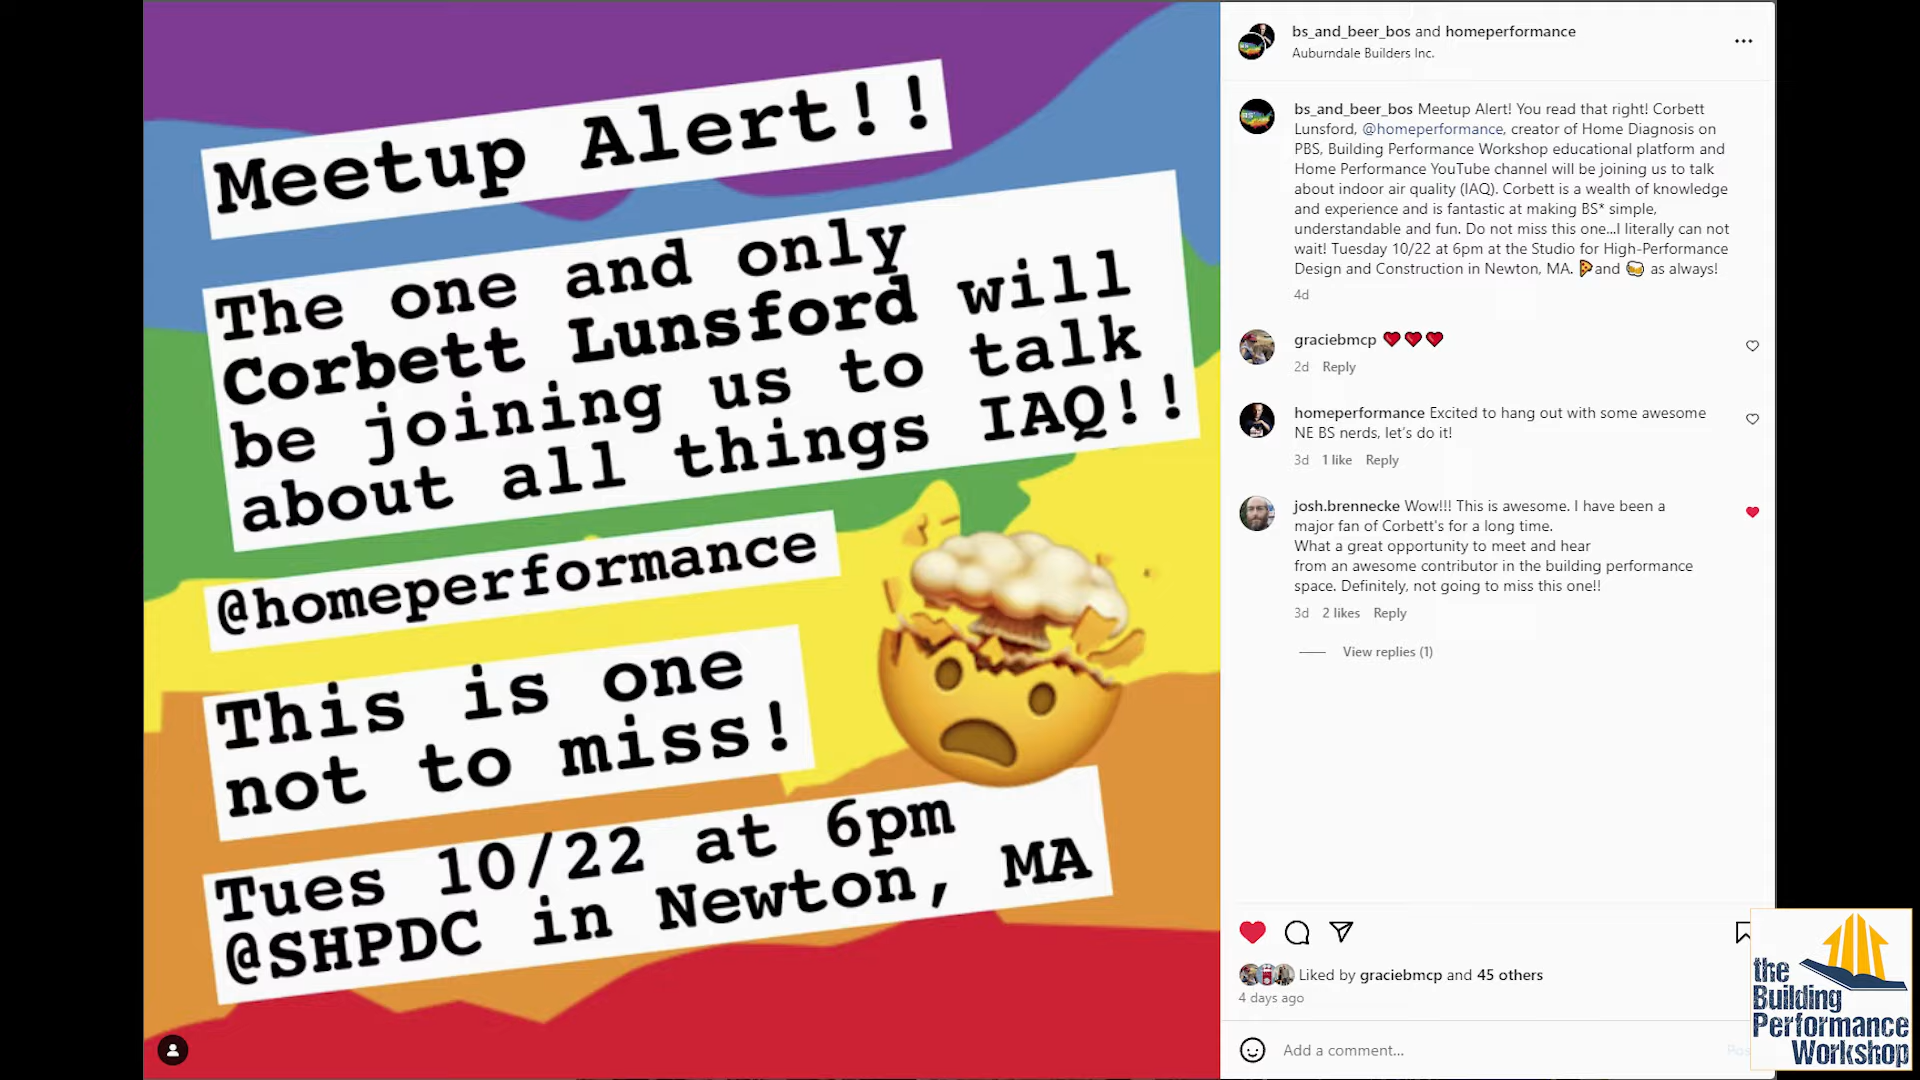 Meetup Alert!!
The one and only
Corbett Lunsford will
be joining us to talk
about all things IAQ!!
@homeperformance
This is one
not to miss!
Tues 10/22 at 6pm
@SHPDC in Newton, MA
bs_and_beer_bos and homeperformance
Auburndale Builders Inc.
bs_and_beer_bos Meetup Alert! You read that right! Corbett
Lunsford, @homeperformance, creator of Home Diagnosis on
PBS, Building Performance Workshop educational platform and
Home Performance YouTube channel will be joining us to talk
about indoor air quality (IAQ). Corbett is a wealth of knowledge
and experience and is fantastic at making BS* simple,
understandable and fun. Do not miss this one...I literally can not
wait! Tuesday 10/22 at 6pm at the Studio for High-Performance
Design and Construction in Newton, MA. 🍕and 🍻 as always!
4d
graciebmcp ❤️❤️❤️
2d Reply
homeperformance Excited to hang out with some awesome
NE BS nerds, let's do it!
3d 1 like Reply
josh.brennecke Wow!!! This is awesome. I have been a
major fan of Corbett's for a long time.
What a great opportunity to meet and hear
from an awesome contributor in the building performance
space. Definitely, not going to miss this one!!
3d 2 likes Reply
View replies (1)
Liked by graciebmcp and 45 others
4 days ago
Add a comment...
the
Building
Performance
Workshop